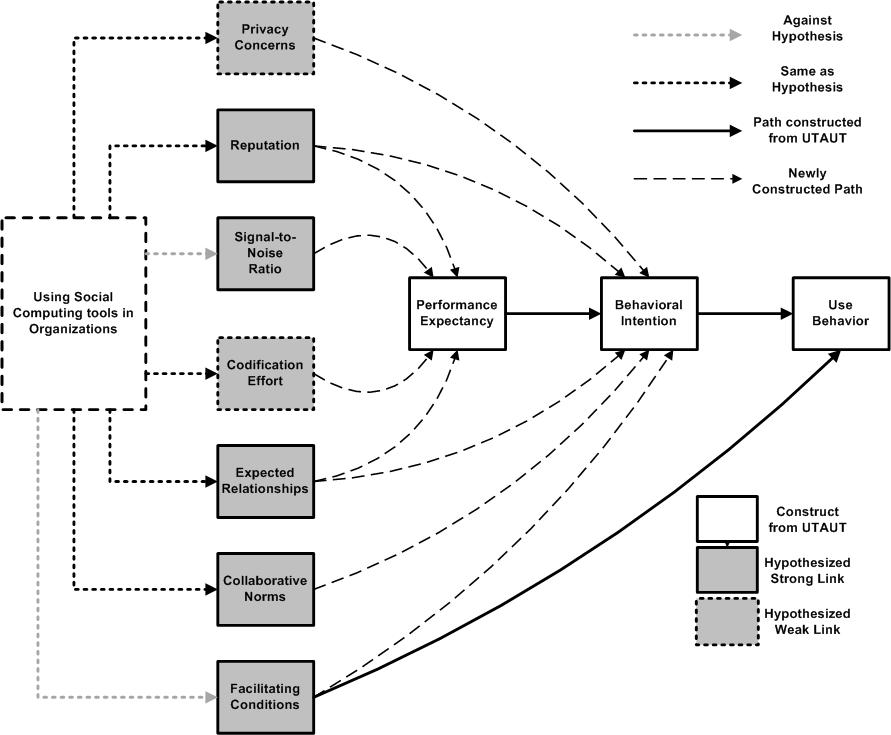 Privacy
Concerns
Reputation
Signal-to-
Noise
Ratio
Using Social
Computing tools in
Organizations
Codification
Effort
Expected
Relationships
Collaborative
Norms
Facilitating
Conditions
Performance
Expectancy
Behavioral
Intention
Use
Behavior
Against
Hypothesis
Same as
Hypothesis
Path constructed
from UTAUT
Newly
Constructed Path
Construct
from UTAUT
Hypothesized
Strong Link
Hypothesized
Weak Link